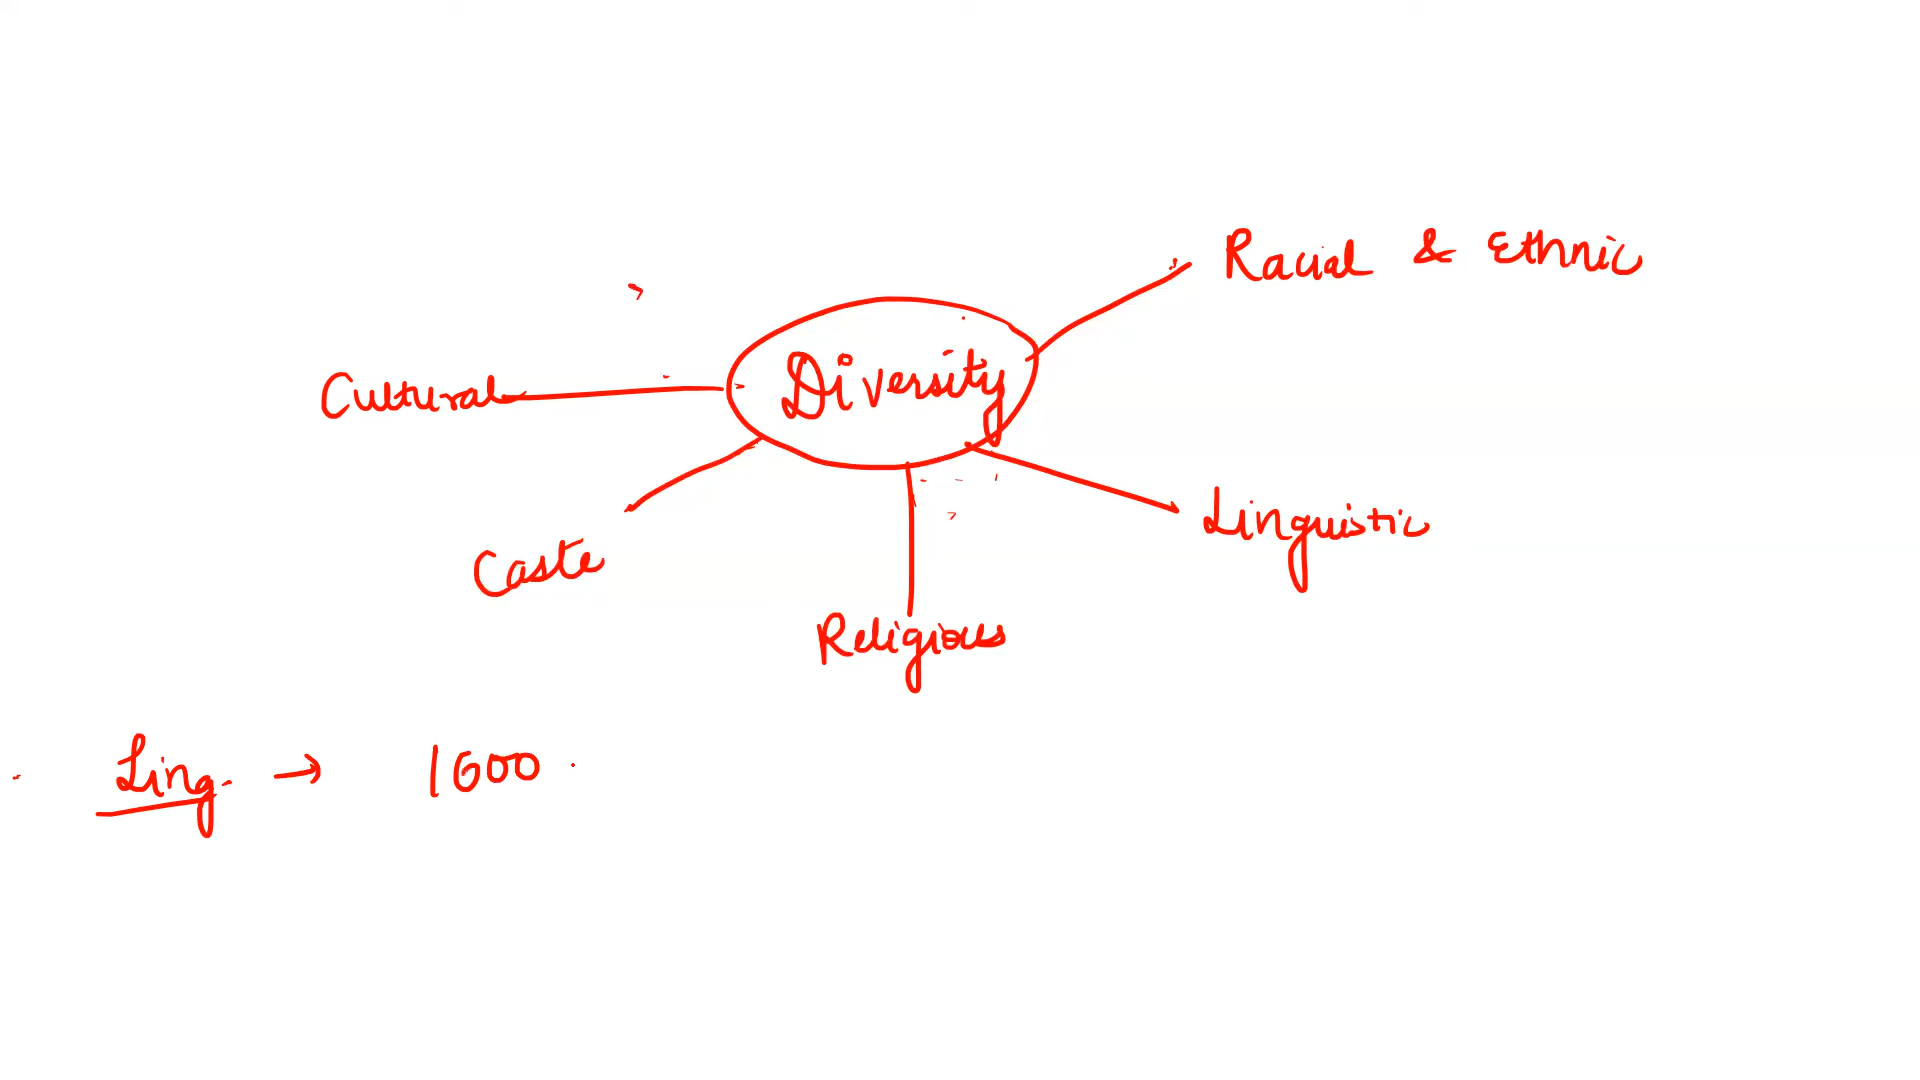 Racial & Ethnic
Diversity
Cultural
Linguistic
Caste
Religious
Ling. → 1600